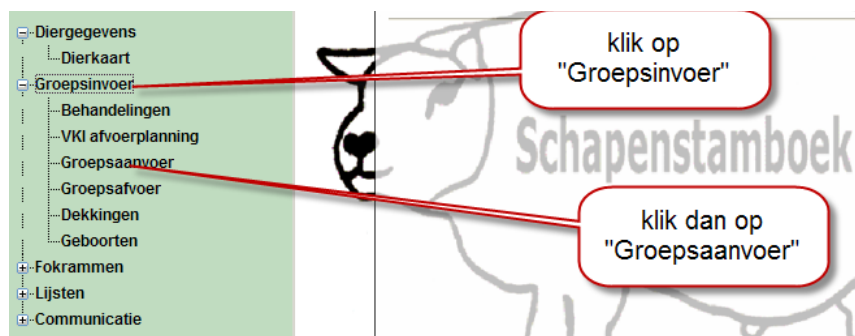 Diergegevens
Dierkaart
Groepsinvoer
Behandelingen
VKI afvoerplanning
Groepsaanvoer
Groepsafvoer
Dekkingen
Geboorten
Fokrammen
Lijsten
Communicatie
klik op
"Groepsinvoer"
Schapenstamboek
klik dan op
"Groepsaanvoer"